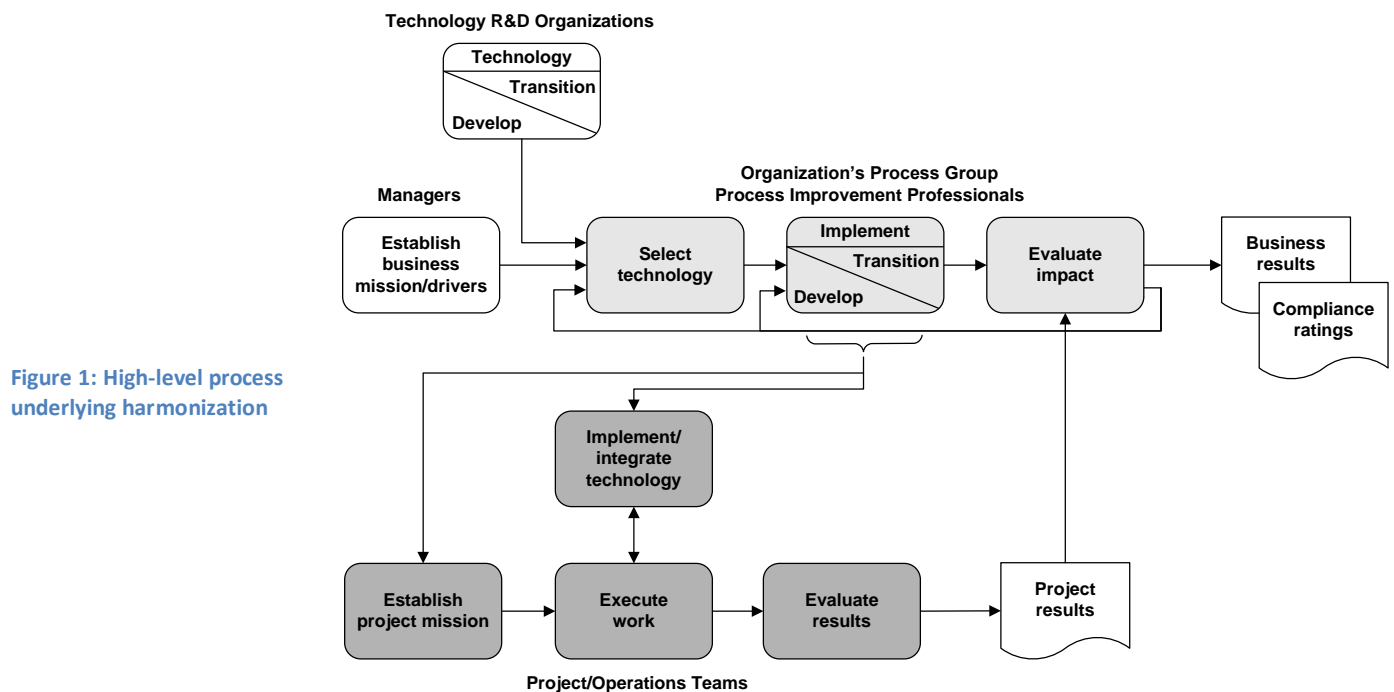 Technology R&D Organizations
Technology
Transition
Develop
Organization's Process Group
Process Improvement Professionals
Managers
Establish
business
mission/drivers
Select
technology
Implement
Transition
Develop
Evaluate
impact
Business
results
Compliance
ratings
Figure 1: High-level process
underlying harmonization
Implement/
integrate
technology
Establish
project mission
Execute
work
Evaluate
results
Project
results
Project/Operations Teams